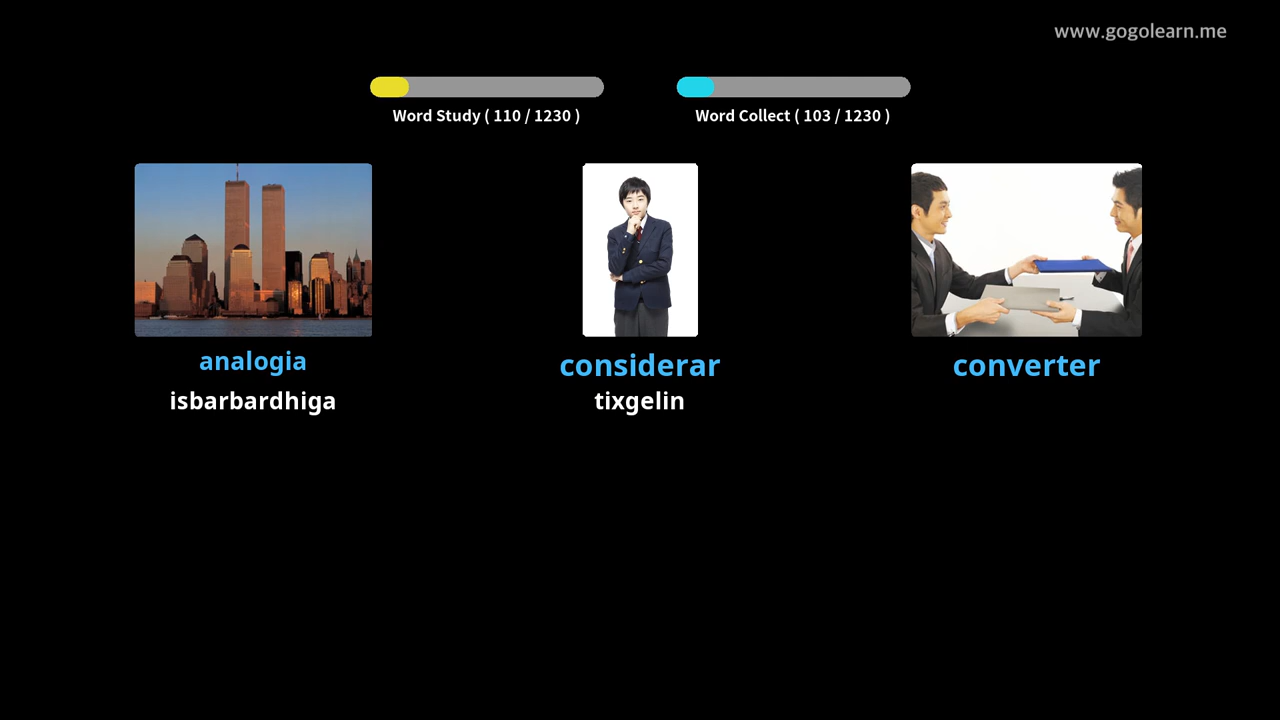 www.gogolearn.me
Word Study ( 110 / 1230 )
Word Collect ( 103 / 1230 )
analogia
isbarbardhiga
considerar
tixgelin
converter